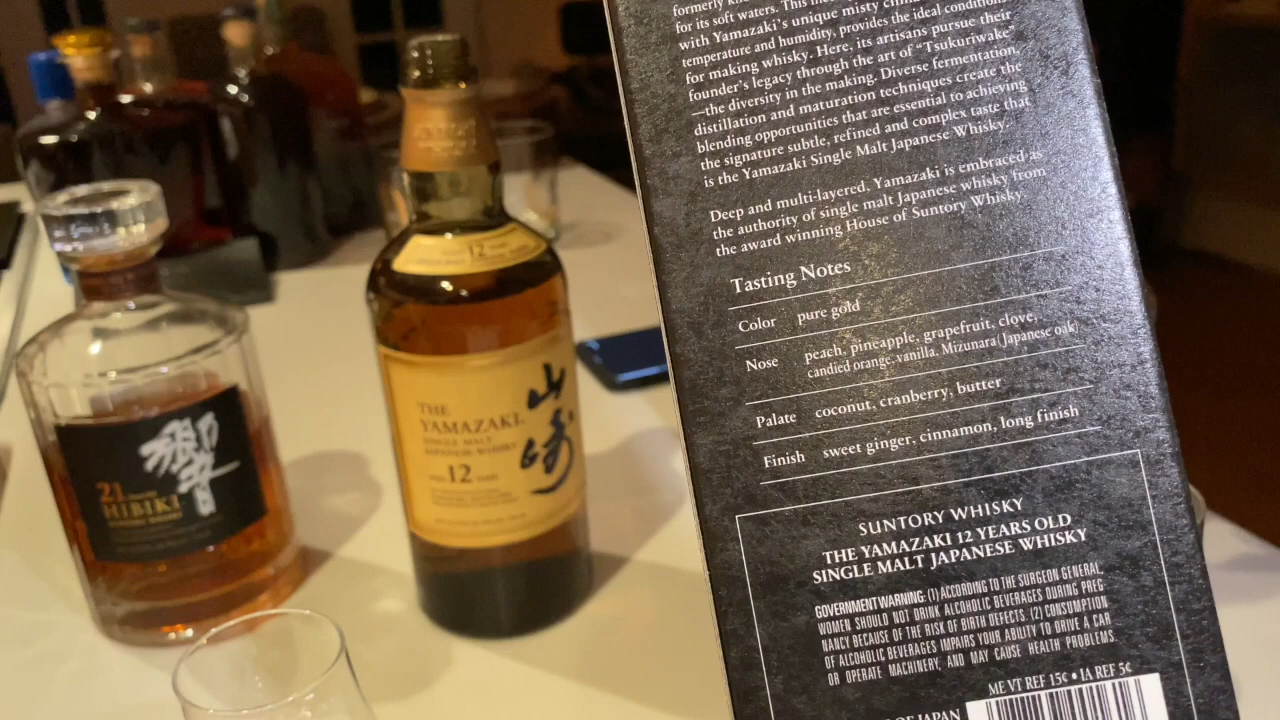 formerly
for its soft waters. This
with Yamazaki's unique misty
temperature and humidity, provides the ideal conditions
for making whisky. Here, its artisans pursue their
founder's legacy through the art of "Tsukuriwake"
—the diversity in the making. Diverse fermentation,
distillation and maturation techniques create the
blending opportunities that are essential to achieving
the signature subtle, refined and complex taste that
is the Yamazaki Single Malt Japanese Whisky.
Deep and multi-layered, Yamazaki is embraced as
the authority of single malt Japanese whisky from
the award winning House of Suntory Whisky.
Tasting Notes
Color pure gold
Nose peach, pineapple, grapefruit, clove,
candied orange, vanilla, Mizunara(Japanese oak)
Palate coconut, cranberry, butter
Finish sweet ginger, cinnamon, long finish
SUNTORY WHISKY
THE YAMAZAKI 12 YEARS OLD
SINGLE MALT JAPANESE WHISKY
GOVERNMENT WARNING: (1) ACCORDING TO THE SURGEON GENERAL,
WOMEN SHOULD NOT DRINK ALCOHOLIC BEVERAGES DURING PREG-
NANCY BECAUSE OF THE RISK OF BIRTH DEFECTS. (2) CONSUMPTION
OF ALCOHOLIC BEVERAGES IMPAIRS YOUR ABILITY TO DRIVE A CAR
OR OPERATE MACHINERY, AND MAY CAUSE HEALTH PROBLEMS.
ME VT REF 15¢ • IA REF 5¢
OF JAPAN
12
THE
YAMAZAKI
SINGLE MALT
JAPANESE WHISKY
12
山崎
響
21
HIBIKI